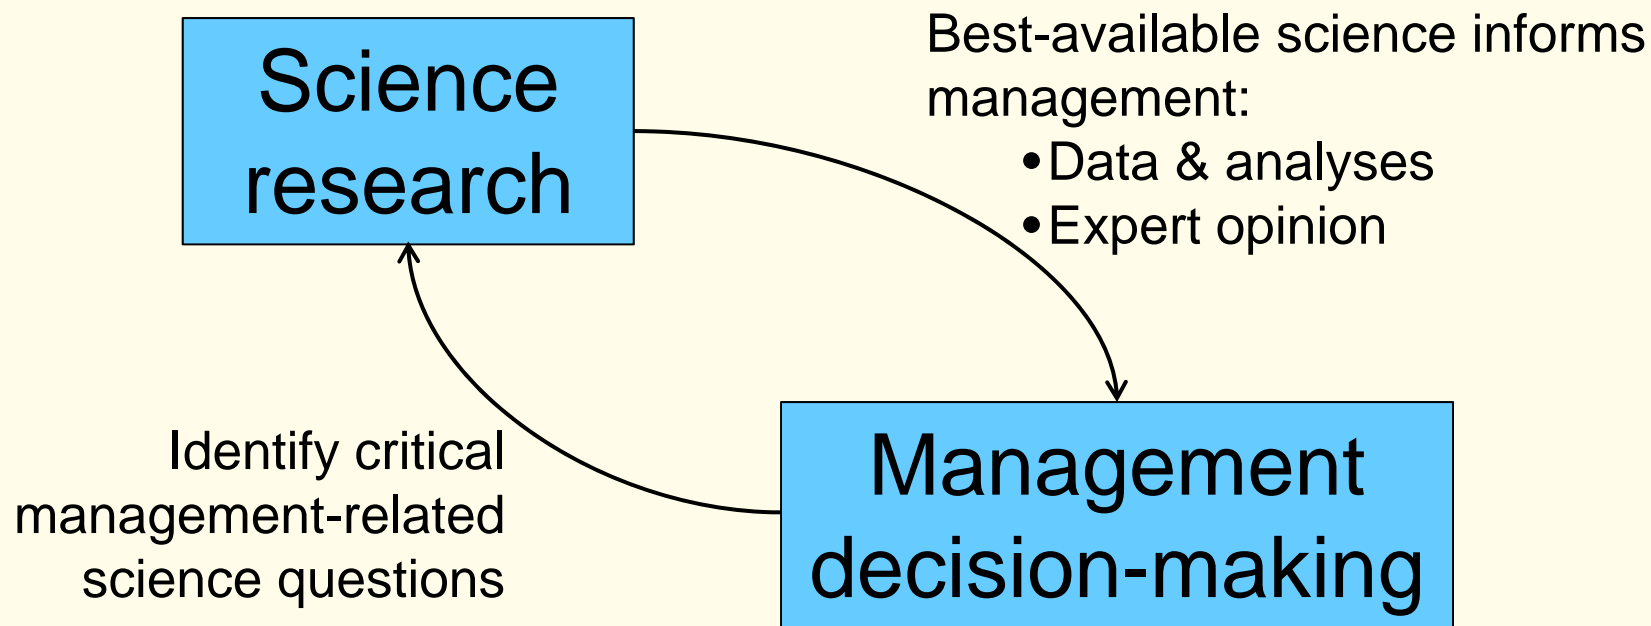 Science
research
Best-available science informs
management:
•Data & analyses
•Expert opinion
Identify critical
management-related
science questions
Management
decision-making